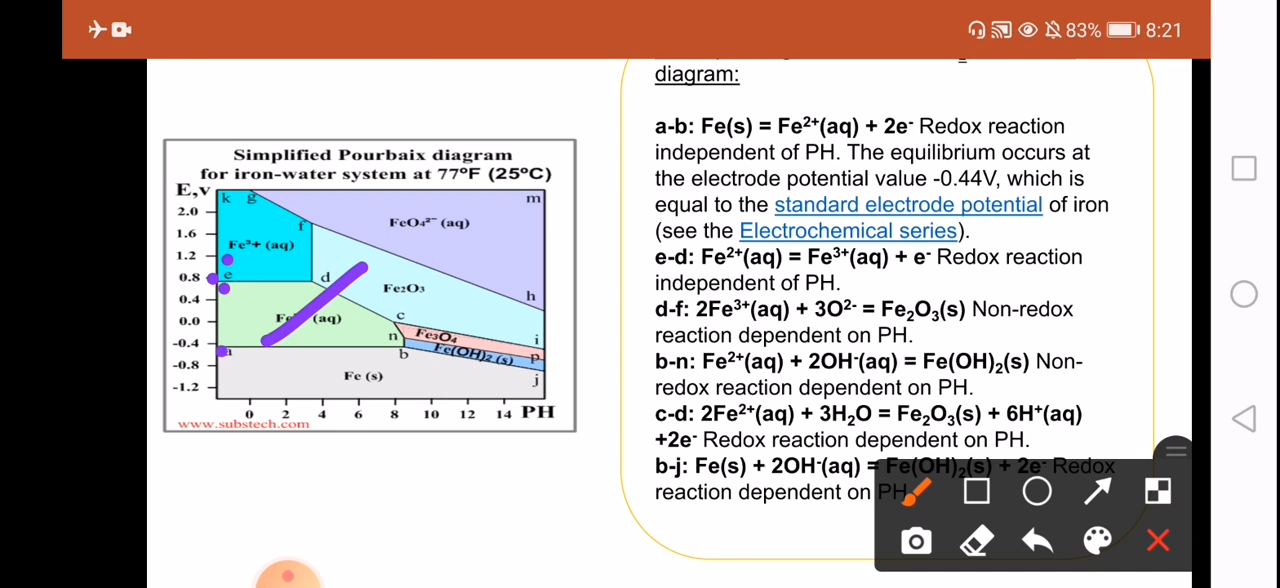 83% 8:21
diagram:
a-b: Fe(s) = Fe²⁺(aq) + 2e⁻ Redox reaction
independent of PH. The equilibrium occurs at
the electrode potential value -0.44V, which is
equal to the standard electrode potential of iron
(see the Electrochemical series).
e-d: Fe²⁺(aq) = Fe³⁺(aq) + e⁻ Redox reaction
independent of PH.
d-f: 2Fe³⁺(aq) + 3O²⁻ = Fe₂O₃(s) Non-redox
reaction dependent on PH.
b-n: Fe²⁺(aq) + 2OH⁻(aq) = Fe(OH)₂(s) Non-
redox reaction dependent on PH.
c-d: 2Fe²⁺(aq) + 3H₂O = Fe₂O₃(s) + 6H⁺(aq)
+2e⁻ Redox reaction dependent on PH.
b-j: Fe(s) + 2OH⁻(aq) = Fe(OH)₂(s) + 2e⁻ Redox
reaction dependent on PH
Simplified Pourbaix diagram
for iron-water system at 77ºF (25ºC)
E,v
k g m
2.0
f FeO₄²⁻ (aq)
1.6
Fe³+ (aq)
1.2
0.8 e d
Fe₂O₃
0.4 h
0.0 (aq) c
n Fe₃O₄ i
-0.4
b Fe(OH)₂ (s) p
-0.8
Fe (s) j
-1.2
0 2 4 6 8 10 12 14 PH
www.substech.com